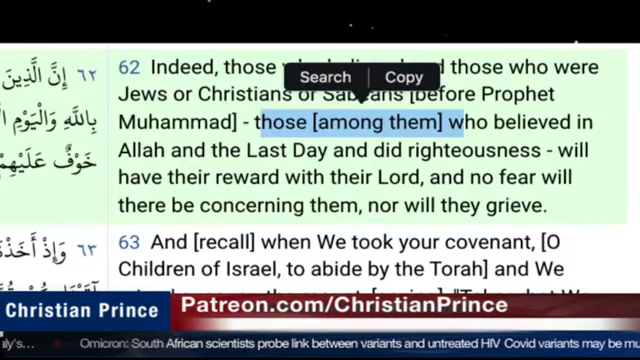 Search Copy
٦٢ إِنَّ الَّذِينَ
بِاللَّهِ وَالْيَوْمِ
خَوْفٌ عَلَيْهِمْ
٦٣ وَإِذْ أَخَذْ
62 Indeed, those and those who were
Jews or Christians or Sabeans [before Prophet
Muhammad] - those [among them] who believed in
Allah and the Last Day and did righteousness - will
have their reward with their Lord, and no fear will
there be concerning them, nor will they grieve.
63 And [recall] when We took your covenant, [O
Children of Israel, to abide by the Torah] and We
Christian Prince
Patreon.com/ChristianPrince
Omicron: South African scientists probe link between variants and untreated HIV Covid variants may be